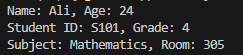 Name: Ali, Age: 24
Student ID: S101, Grade: 4
Subject: Mathematics, Room: 305